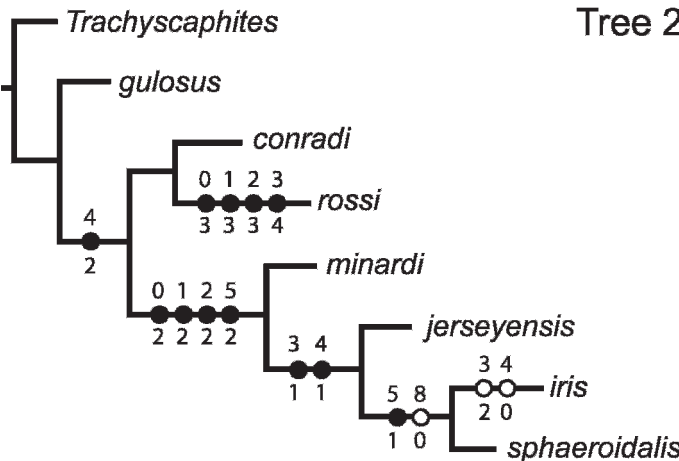 Trachyscaphites
Tree 2
gulosus
conradi
0 1 2 3
rossi
3 3 3 4
4
2
minardi
0 1 2 5
2 2 2 2
jerseyensis
3 4
1 1
3 4
iris
2 0
5 8
1 0
sphaeroidalis